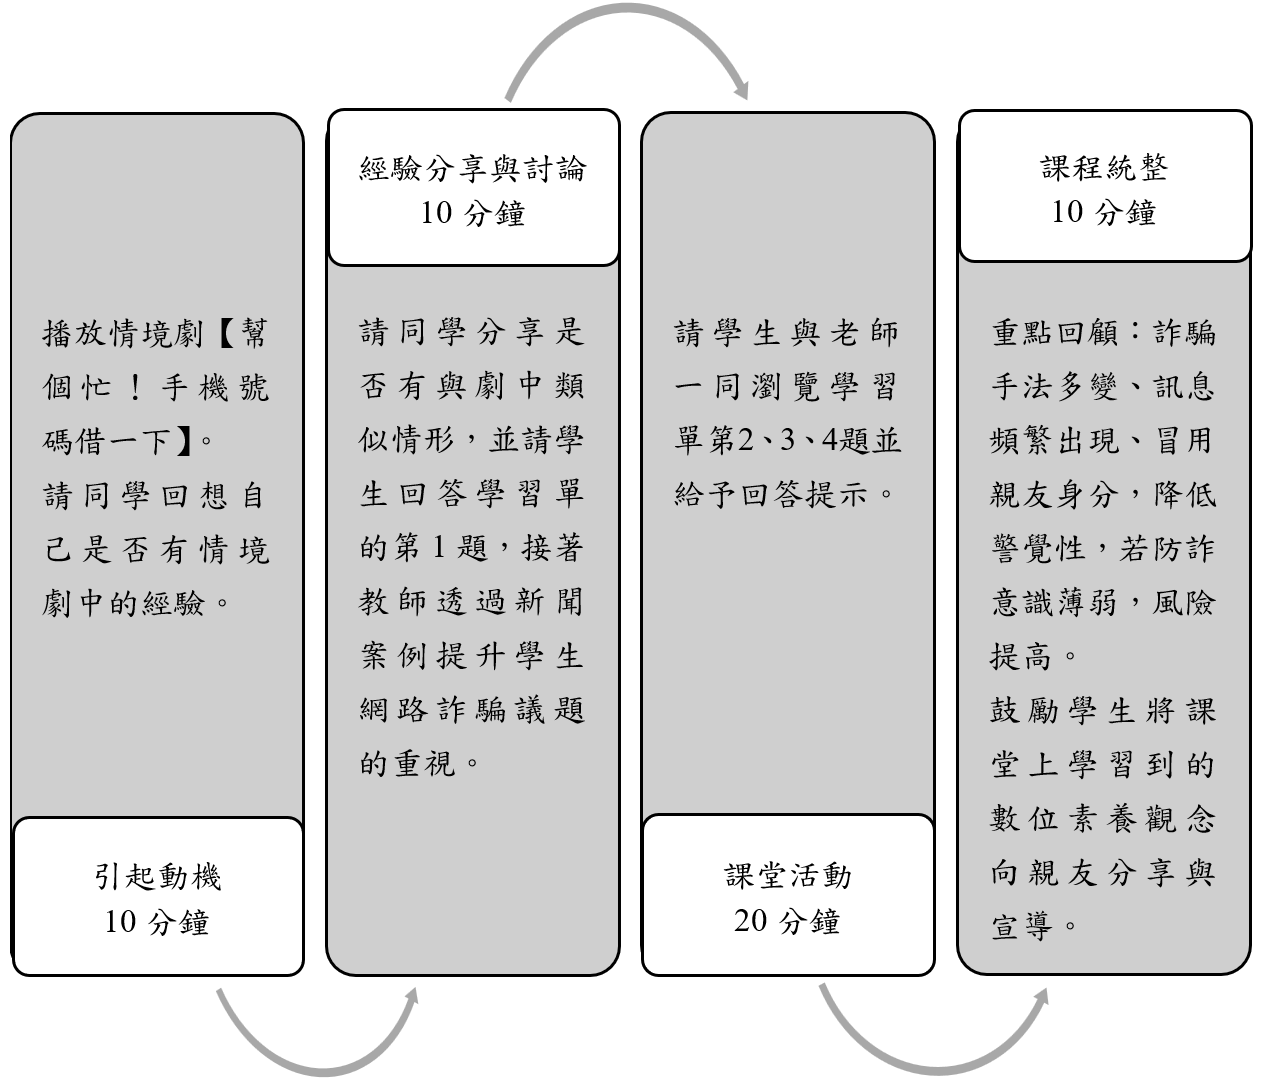 播放情境劇【幫
個忙！手機號
碼借一下】。
請同學回想自
己是否有情境
劇中的經驗。
引起動機
10 分鐘
經驗分享與討論
10 分鐘
請同學分享是
否有與劇中類
似情形，並請學
生回答學習單
的第 1 題，接著
教師透過新聞
案例提升學生
網路詐騙議題
的重視。
請學生與老師
一同瀏覽學習
單第2、3、4題並
給予回答提示。
課堂活動
20 分鐘
課程統整
10 分鐘
重點回顧：詐騙
手法多變、訊息
頻繁出現、冒用
親友身分，降低
警覺性，若防詐
意識薄弱，風險
提高。
鼓勵學生將課
堂上學習到的
數位素養觀念
向親友分享與
宣導。